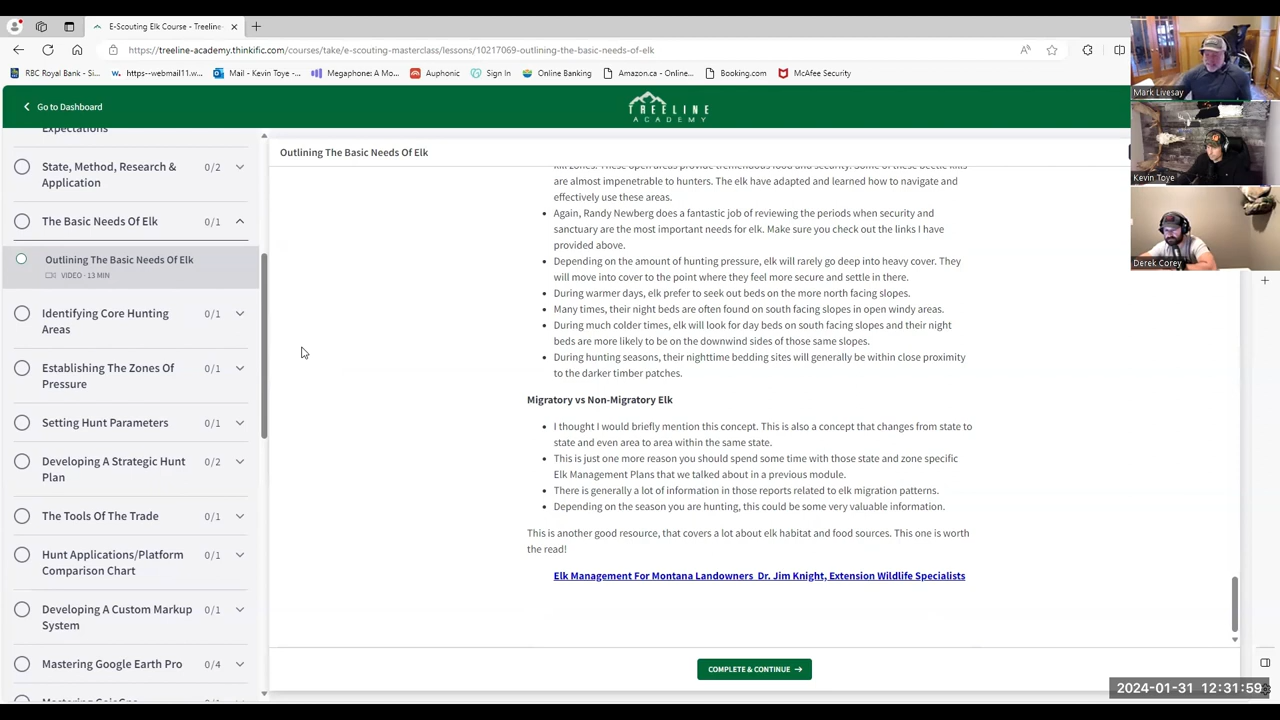 E-Scouting Elk Course - Treeline-
https://treeline-academy.thinkific.com/courses/take/e-scouting-masterclass/lessons/10217069-outlining-the-basic-needs-of-elk
RBC Royal Bank - Si...
https--webmail11.w...
Mail - Kevin Toye -...
Megaphone: A Mo...
Auphonic
Sign In
Online Banking
Amazon.ca - Online...
Booking.com
McAfee Security
Mark Livesay
Kevin Toye
Derek Corey
Go to Dashboard
TREELINE
ACADEMY
Expectations
State, Method, Research &
Application
0/2
The Basic Needs Of Elk
0/1
Outlining The Basic Needs Of Elk
VIDEO · 13 MIN
Identifying Core Hunting
Areas
0/1
Establishing The Zones Of
Pressure
0/1
Setting Hunt Parameters
0/1
Developing A Strategic Hunt
Plan
0/2
The Tools Of The Trade
0/1
Hunt Applications/Platform
Comparison Chart
0/1
Developing A Custom Markup
System
0/1
Mastering Google Earth Pro
0/4
Outlining The Basic Needs Of Elk
kill zones. These open areas provide tremendous food and security. Some of these beetle kills
are almost impenetrable to hunters. The elk have adapted and learned how to navigate and
effectively use these areas.
Again, Randy Newberg does a fantastic job of reviewing the periods when security and
sanctuary are the most important needs for elk. Make sure you check out the links I have
provided above.
Depending on the amount of hunting pressure, elk will rarely go deep into heavy cover. They
will move into cover to the point where they feel more secure and settle in there.
During warmer days, elk prefer to seek out beds on the more north facing slopes.
Many times, their night beds are often found on south facing slopes in open windy areas.
During much colder times, elk will look for day beds on south facing slopes and their night
beds are more likely to be on the downwind sides of those same slopes.
During hunting seasons, their nighttime bedding sites will generally be within close proximity
to the darker timber patches.
Migratory vs Non-Migratory Elk
I thought I would briefly mention this concept. This is also a concept that changes from state to
state and even area to area within the same state.
This is just one more reason you should spend some time with those state and zone specific
Elk Management Plans that we talked about in a previous module.
There is generally a lot of information in those reports related to elk migration patterns.
Depending on the season you are hunting, this could be some very valuable information.
This is another good resource, that covers a lot about elk habitat and food sources. This one is worth
the read!
Elk Management For Montana Landowners Dr. Jim Knight, Extension Wildlife Specialists
COMPLETE & CONTINUE →
2024-01-31 12:31:59